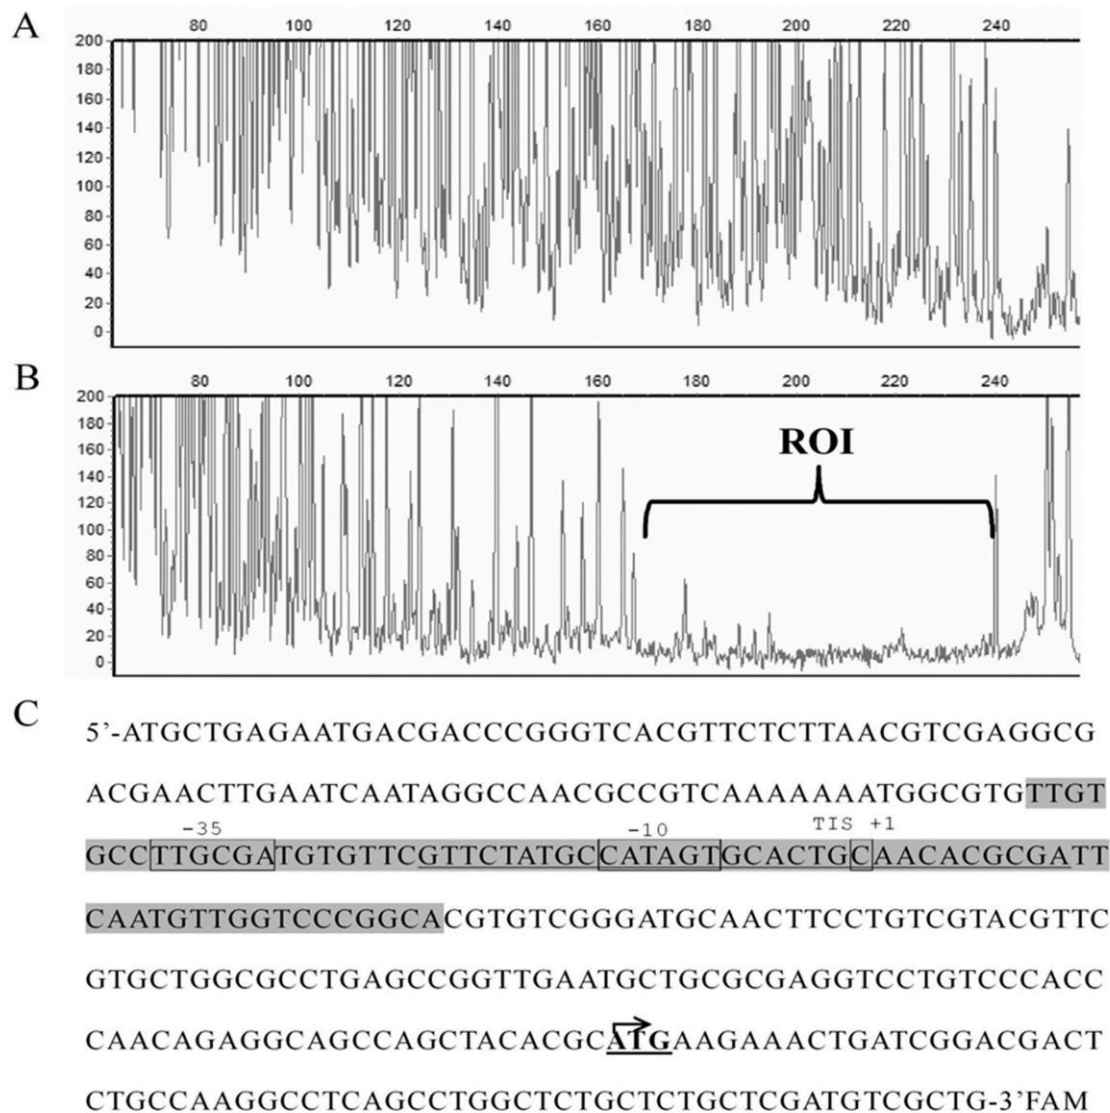 A
80 100 120 140 160 180 200 220 240
200
180
160
140
120
100
80
60
40
20
0
B
80 100 120 140 160 180 200 220 240
200
180
160
140
120
100
80
60
40
20
0
ROI
C
5'-ATGCTGAGAATGACGACCCGGGTCACGTTCTCTTAACGTCGAGGCG
ACGAACTTGAATCAATAGGCCAACGCCGTCAAAAAAATGGCGTGTTGT
-35 -10 TIS +1
GCCTTGCGATGTGTTCGTTCTATGCCATAGTGCACTGCAACACGCGATT
CAATGTTGGTCCCGGCACGTGTCGGGATGCAACTTCCTGTCGTACGTTC
GTGCTGGCGCCTGAGCCGGTTGAATGCTGCGCGAGGTCCTGTCCCACC
CAACAGAGGCAGCCAGCTACACGCATGAAGAAACTGATCGGACGACT
CTGCCAAGGCCTCAGCCTGGCTCTGCTCTGCTCGATGTCGCTG-3'FAM